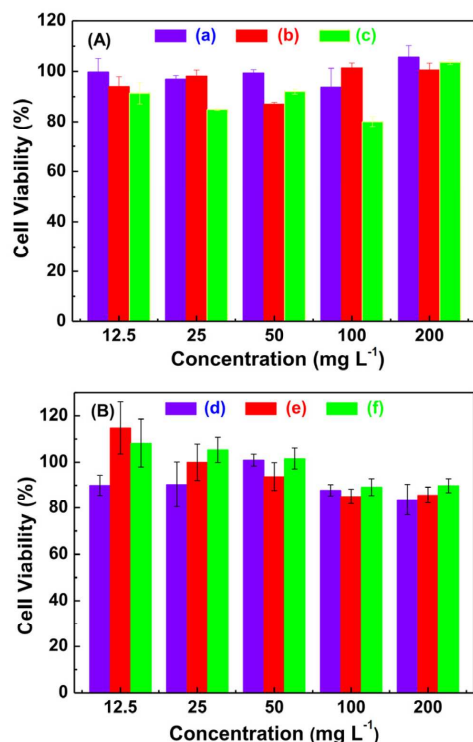 (A) (a) (b) (c)
120
100
80
60
40
20
0
Cell Viability (%)
12.5 25 50 100 200
Concentration (mg L⁻¹)
(B) (d) (e) (f)
120
100
80
60
40
20
0
Cell Viability (%)
12.5 25 50 100 200
Concentration (mg L⁻¹)